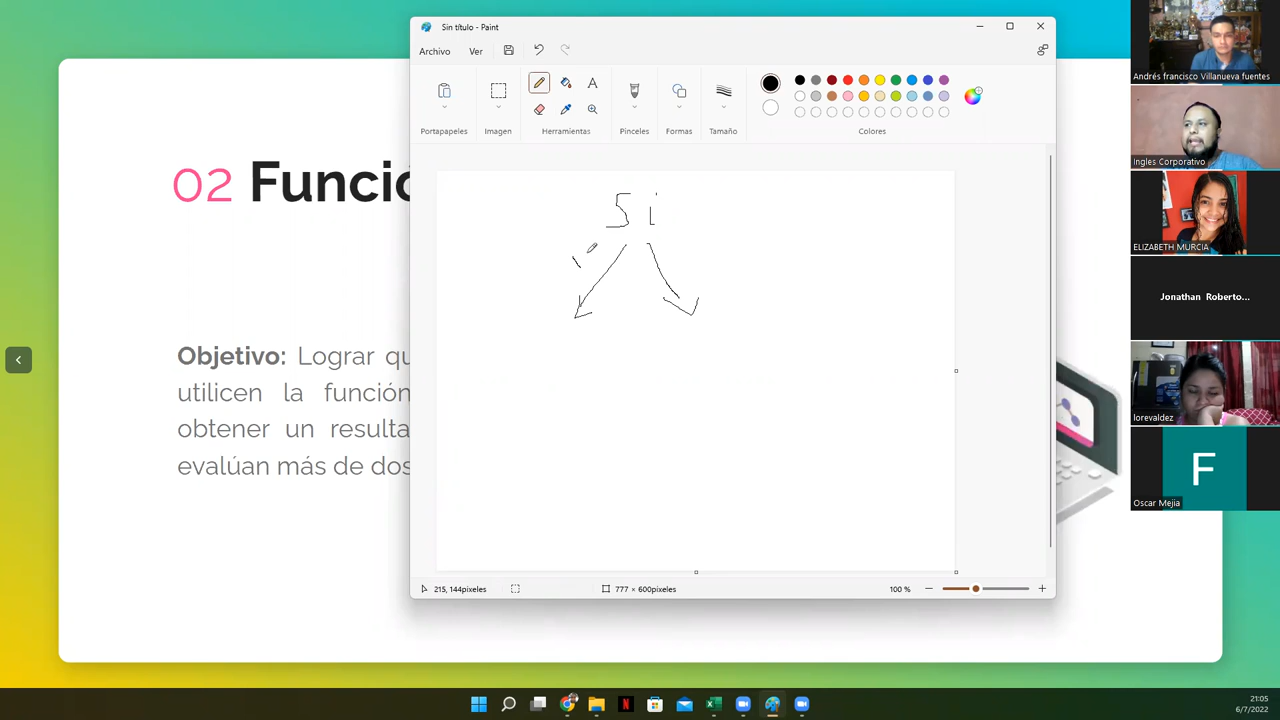 Sin título - Paint
Archivo
Ver
Portapapeles
Imagen
Herramientas
Pinceles
Formas
Tamaño
Colores
02 Funció
Objetivo: Lograr qu
utilicen la función
obtener un resulta
evalúan más de dos
Si
215, 144píxeles
777 × 600píxeles
100 %
Andrés francisco Villanueva fuentes
Ingles Corporativo
ELIZABETH MURCIA
Jonathan Roberto...
lorevaldez
F
Oscar Mejia
21:05
6/7/2022